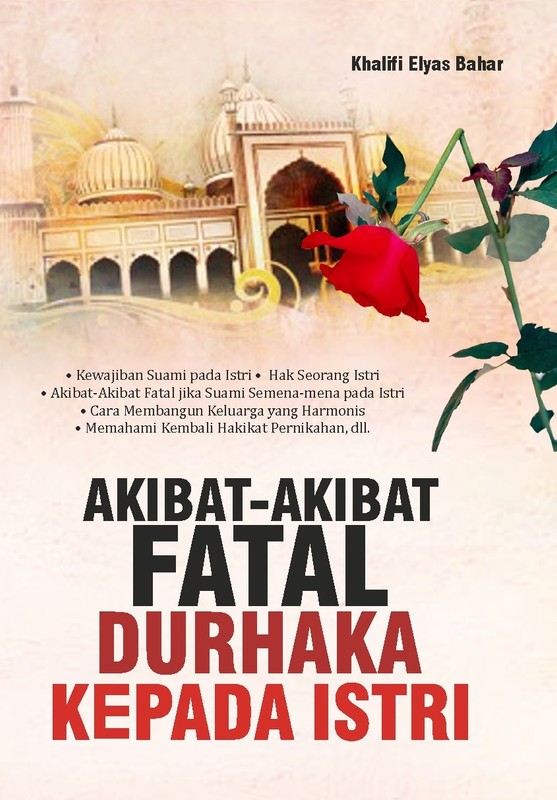 Khalifi Elyas Bahar
• Kewajiban Suami pada Istri • Hak Seorang Istri
• Akibat-Akibat Fatal jika Suami Semena-mena pada Istri
• Cara Membangun Keluarga yang Harmonis
• Memahami Kembali Hakikat Pernikahan, dll.
AKIBAT-AKIBAT
FATAL
DURHAKA
KEPADA ISTRI